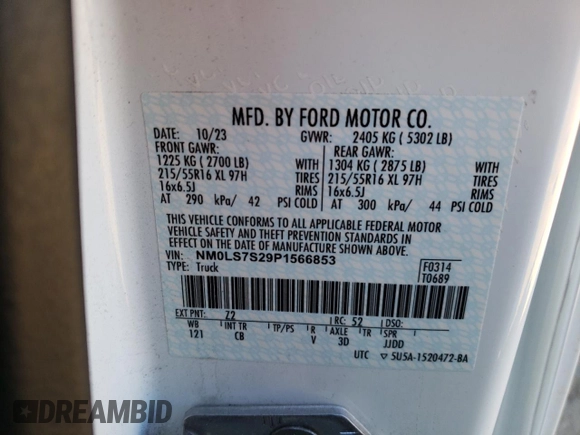 MFD. BY FORD MOTOR CO.
DATE: 10/23 GVWR: 2405 KG ( 5302 LB)
FRONT GAWR: REAR GAWR:
1225 KG ( 2700 LB) WITH 1304 KG ( 2875 LB) WITH
215/55R16 XL 97H TIRES 215/55R16 XL 97H TIRES
16x6.5J RIMS 16x6.5J RIMS
AT 290 kPa/ 42 PSI COLD AT 300 kPa/ 44 PSI COLD
THIS VEHICLE CONFORMS TO ALL APPLICABLE FEDERAL MOTOR
VEHICLE SAFETY AND THEFT PREVENTION STANDARDS IN
EFFECT ON THE DATE OF MANUFACTURE SHOWN ABOVE.
VIN: NM0LS7S29P1566853 F0314
TYPE: Truck T0689
EXT PNT: Z2 RC: 52 DSO:
WB INT TR TP/PS R AXLE TR SPR
121 CB V 3D JJDD
UTC ▽ 5U5A-1520472-BA
DREAMBID